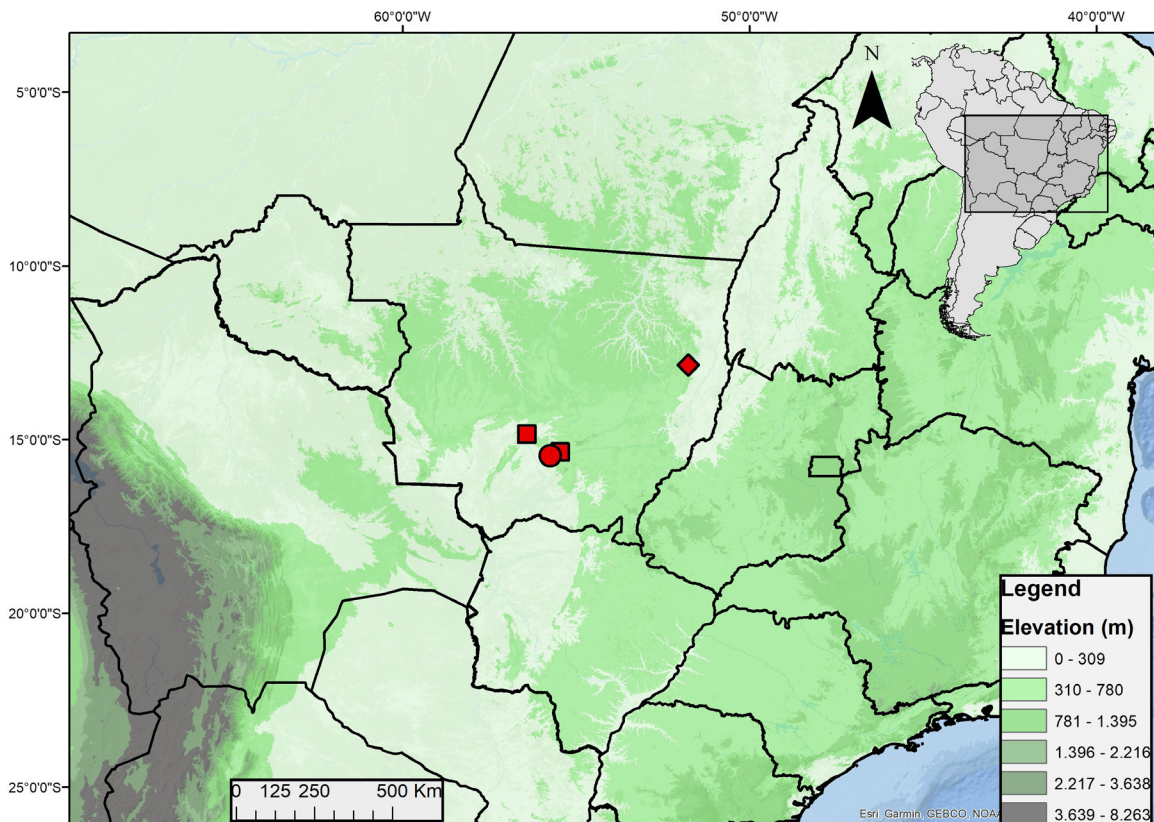 60°0'0"W 50°0'0"W 40°0'0"W
N
5°0'0"S
10°0'0"S
15°0'0"S
20°0'0"S
25°0'0"S
Legend
Elevation (m)
0 - 309
310 - 780
781 - 1.395
1.396 - 2.216
2.217 - 3.638
3.639 - 8.263
0 125 250 500 Km
Esri, Garmin, GEBCO, NOA